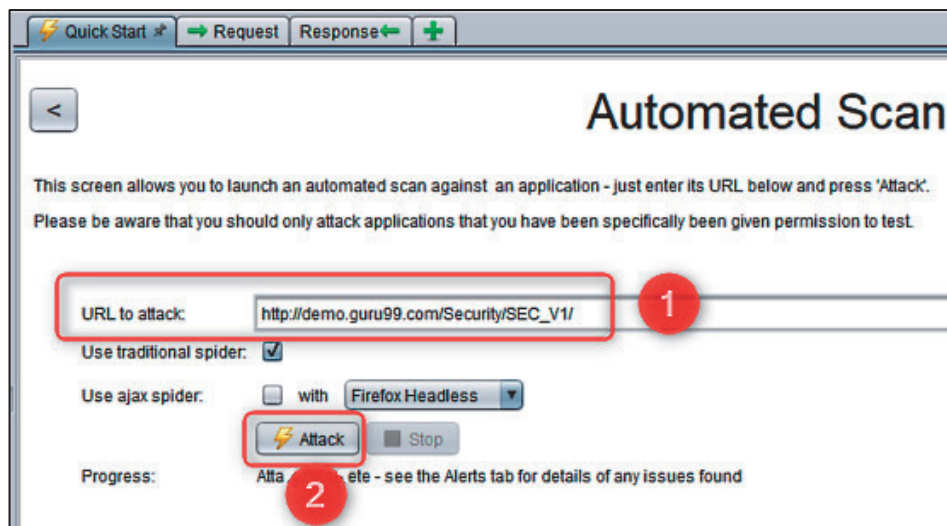 Quick Start Request Response
<
Automated Scan
This screen allows you to launch an automated scan against an application - just enter its URL below and press 'Attack'.
Please be aware that you should only attack applications that you have been specifically been given permission to test.
URL to attack: http://demo.guru99.com/Security/SEC_V1/ 1
Use traditional spider:
Use ajax spider: with Firefox Headless
Attack Stop
Progress: Atta ete - see the Alerts tab for details of any issues found
2